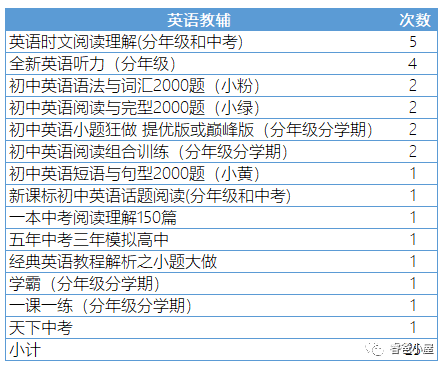 英语教辅 次数
英语时文阅读理解(分年级和中考) 5
全新英语听力（分年级） 4
初中英语语法与词汇2000题（小粉） 2
初中英语阅读与完型2000题（小绿） 2
初中英语小题狂做 提优版或巅峰版（分年级分学期） 2
初中英语阅读组合训练（分年级） 2
初中英语短语与句型2000题（小黄） 1
新课标初中英语话题阅读(分年级和中考) 1
一本中考阅读理解150篇 1
五年中考三年模拟高中 1
经典英语教程解析之小题大做 1
学霸（分年级分学期） 1
一课一练（分年级分学期） 1
天下中考 1
小计